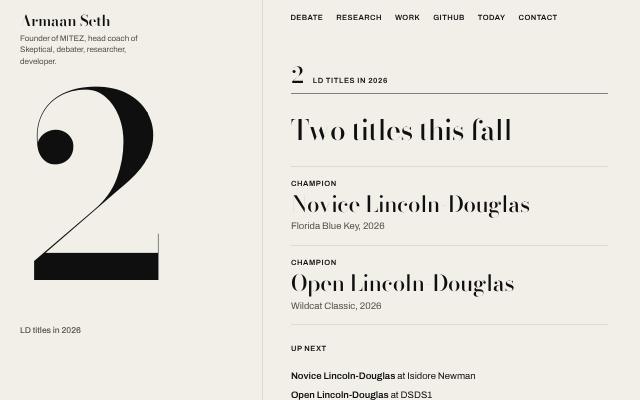 Armaan Seth
Founder of MITEZ, head coach of
Skeptical, debater, researcher,
developer.
2
LD titles in 2026
DEBATE RESEARCH WORK GITHUB TODAY CONTACT
2 LD TITLES IN 2026
Two titles this fall
CHAMPION
Novice Lincoln-Douglas
Florida Blue Key, 2026
CHAMPION
Open Lincoln-Douglas
Wildcat Classic, 2026
UP NEXT
Novice Lincoln-Douglas at Isidore Newman
Open Lincoln-Douglas at DSDS1